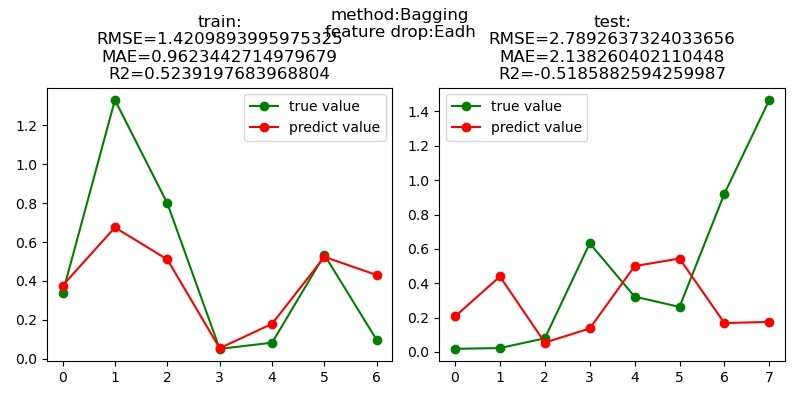 method:Bagging
feature drop:Eadh
train:
RMSE=1.4209893995975325
MAE=0.9623442714979679
R2=0.5239197683968804
true value
predict value
0.0
0.2
0.4
0.6
0.8
1.0
1.2
0 1 2 3 4 5 6
test:
RMSE=2.7892637324033656
MAE=2.138260402110448
R2=-0.5185882594259987
true value
predict value
0.0
0.2
0.4
0.6
0.8
1.0
1.2
1.4
0 1 2 3 4 5 6 7